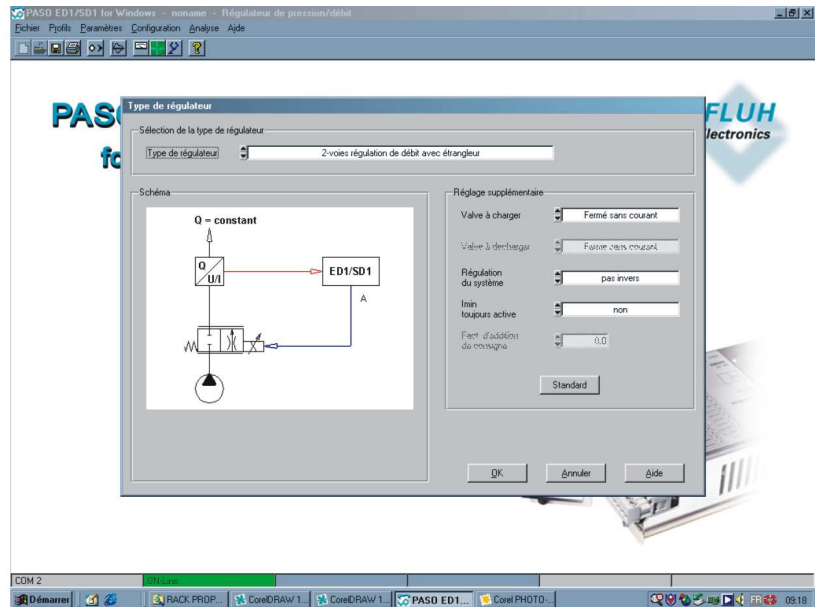 PASO ED1/SD1 for Windows - noname - Régulateur de pression/débit
Fichier Profils Paramètres Configuration Analyse Aide
PAS
fo
FLUH
lectronics
Type de régulateur
Sélection de la type de régulateur
Type de régulateur
2-voies régulation de débit avec étrangleur
Schéma
Q = constant
Q
U/I
ED1/SD1
A
Réglage supplémentaire
Valve à charger
Fermé sans courant
Valve à decharger
Fermé sans courant
Régulation
du système
pas invers
Imin
toujours active
non
Fact. d'addition
de consigne
0,0
Standard
OK
Annuler
Aide
COM 2
ON-Line
Démarrer
RACK PROP...
CorelDRAW 1...
CorelDRAW 1...
PASO ED1...
Corel PHOTO-...
FR
09:18